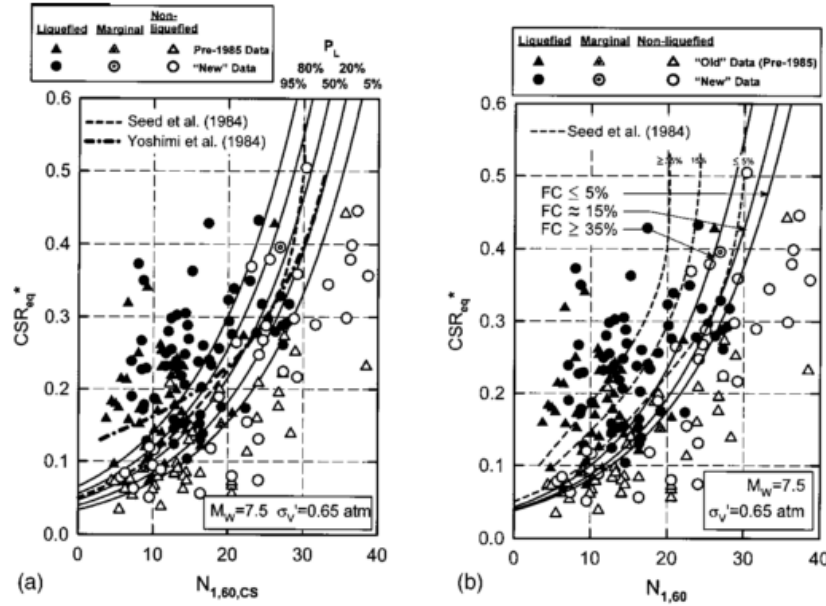 Non-
Liquefied Marginal liquefied
Pre-1985 Data
"New" Data
P_L
80% 20%
95% 50% 5%
0.6
0.5
0.4
0.3
0.2
0.1
0.0
CSR_eq*
Seed et al. (1984)
Yoshimi et al. (1984)
M_W=7.5 σ_V'=0.65 atm
0 10 20 30 40
(a) N_1,60,CS
Liquefied Marginal Non-liquefied
"Old" Data (Pre-1985)
"New" Data
0.6
0.5
0.4
0.3
0.2
0.1
0.0
CSR_eq*
Seed et al. (1984)
15% ≤ 5%
FC ≤ 5%
FC ≈ 15%
FC ≥ 35%
M_W=7.5
σ_V'=0.65 atm
0 10 20 30 40
(b) N_1,60